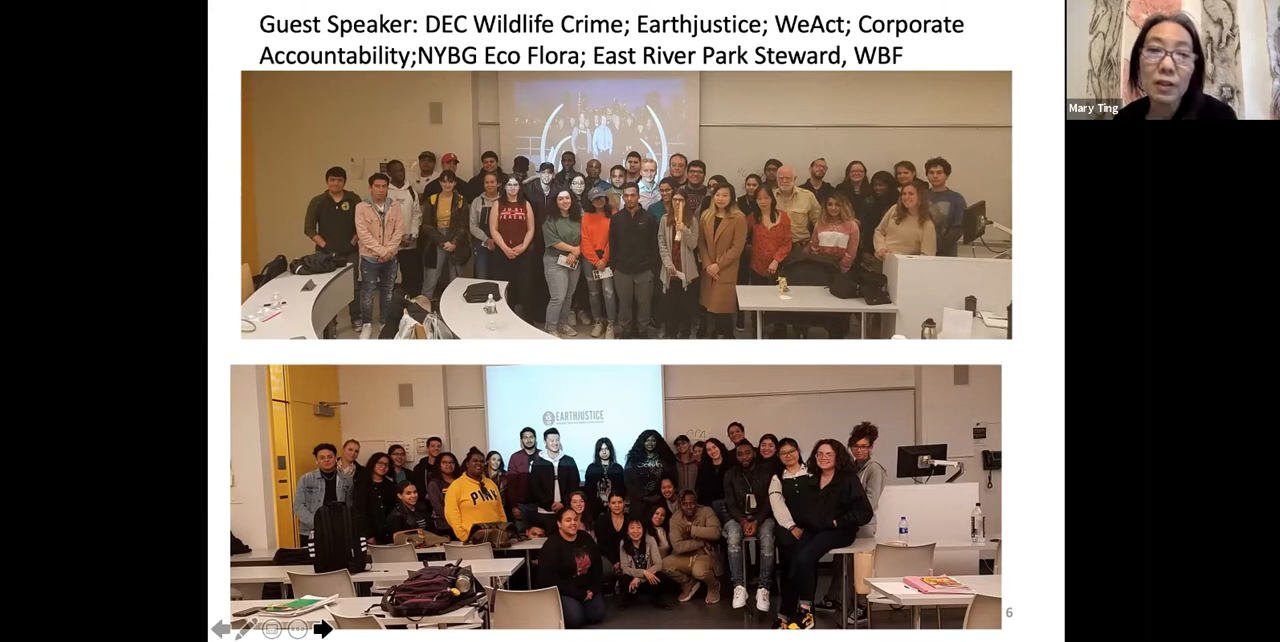 Guest Speaker: DEC Wildlife Crime; Earthjustice; WeAct; Corporate
Accountability;NYBG Eco Flora; East River Park Steward, WBF
Mary Ting
EARTHJUSTICE
PINK
6